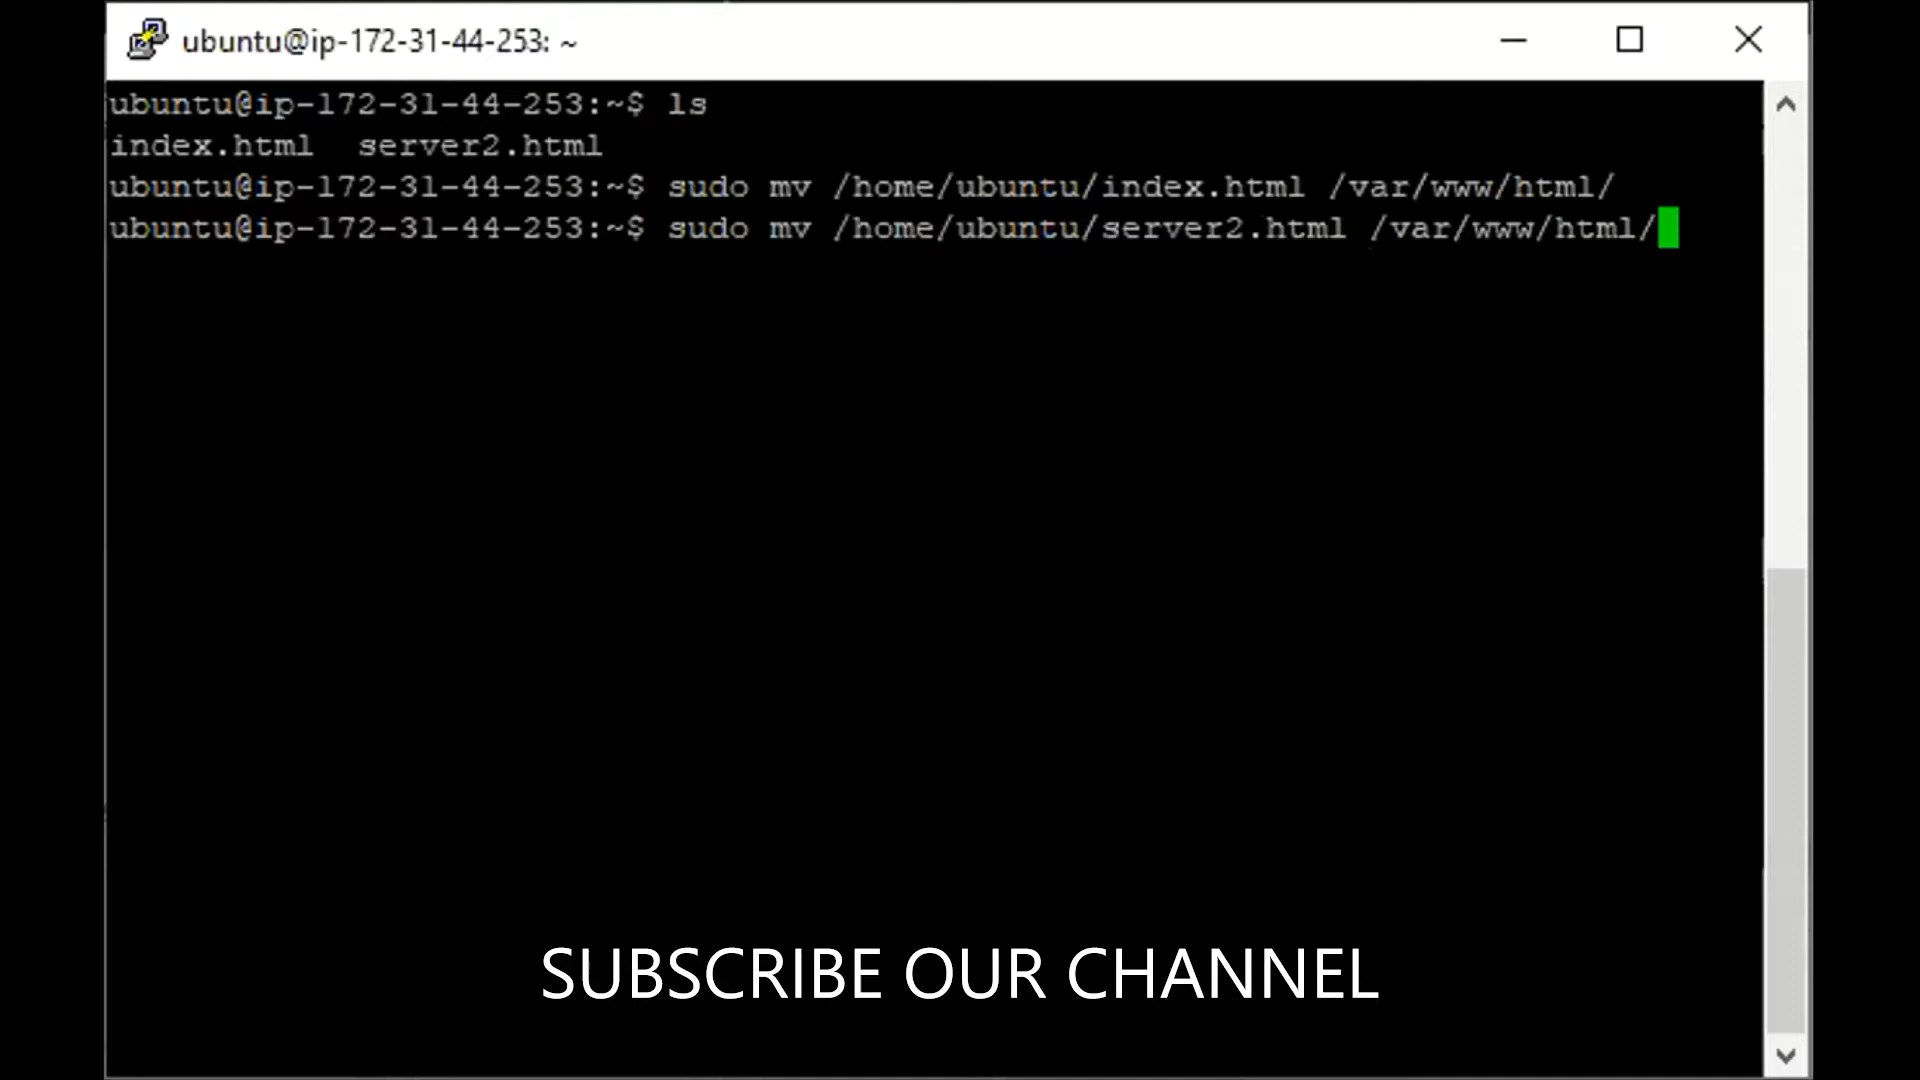 ubuntu@ip-172-31-44-253: ~
ubuntu@ip-172-31-44-253:~$ ls
index.html  server2.html
ubuntu@ip-172-31-44-253:~$ sudo mv /home/ubuntu/index.html /var/www/html/
ubuntu@ip-172-31-44-253:~$ sudo mv /home/ubuntu/server2.html /var/www/html/
SUBSCRIBE OUR CHANNEL